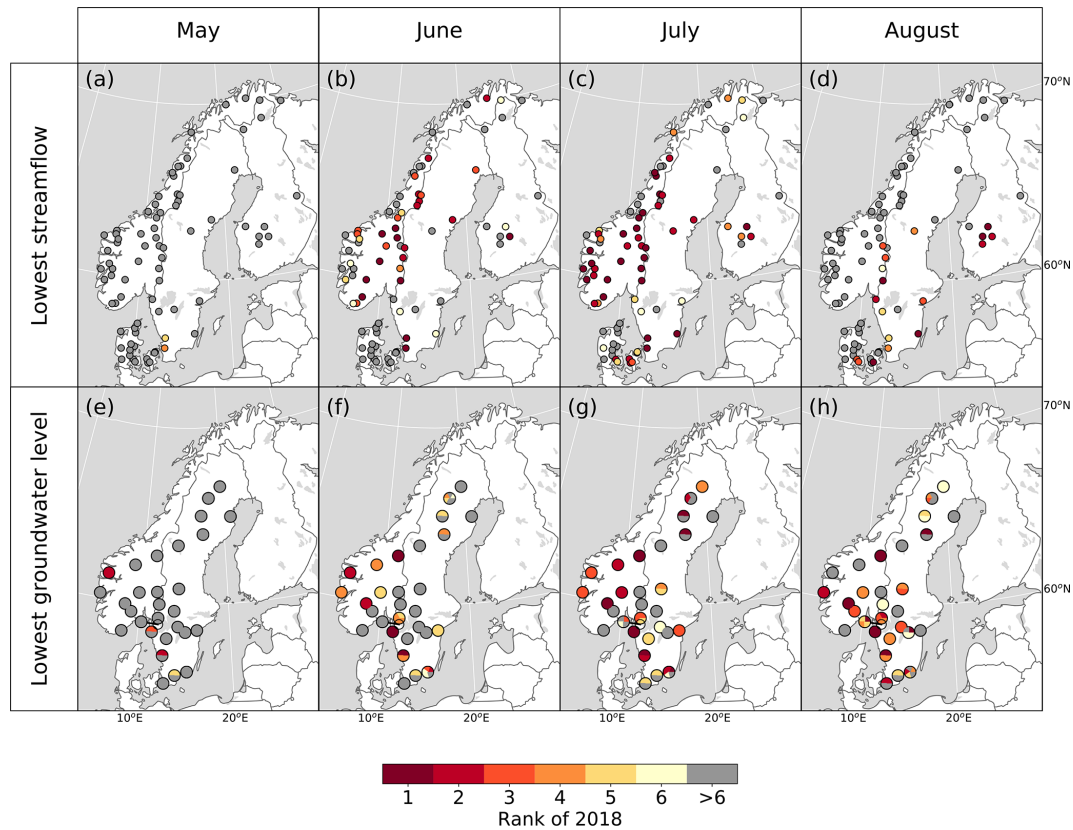 May June July August
Lowest streamflow
(a) (b) (c) (d)
70°N
60°N
Lowest groundwater level
(e) (f) (g) (h)
70°N
60°N
10°E 20°E 10°E 20°E 10°E 20°E 10°E 20°E
1 2 3 4 5 6 >6
Rank of 2018